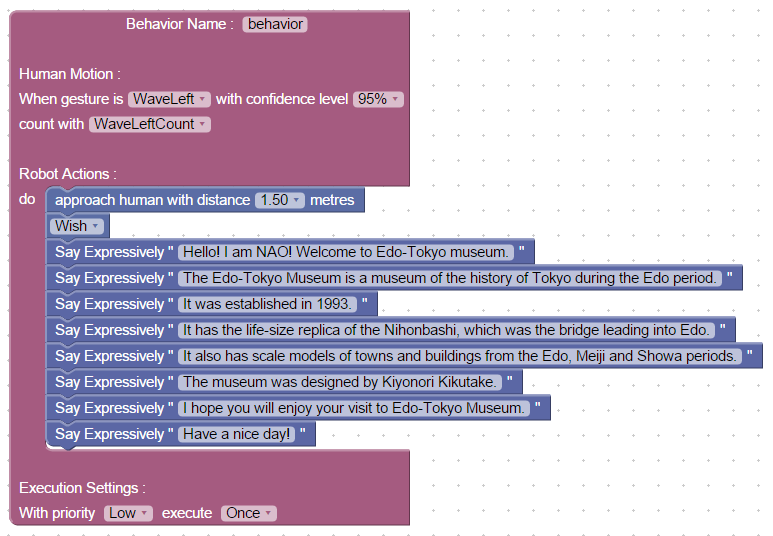 Behavior Name : behavior
Human Motion :
When gesture is WaveLeft with confidence level 95%
count with WaveLeftCount
Robot Actions :
do approach human with distance 1.50 metres
Wish
Say Expressively " Hello! I am NAO! Welcome to Edo-Tokyo museum. "
Say Expressively " The Edo-Tokyo Museum is a museum of the history of Tokyo during the Edo period. "
Say Expressively " It was established in 1993. "
Say Expressively " It has the life-size replica of the Nihonbashi, which was the bridge leading into Edo. "
Say Expressively " It also has scale models of towns and buildings from the Edo, Meiji and Showa periods. "
Say Expressively " The museum was designed by Kiyonori Kikutake. "
Say Expressively " I hope you will enjoy your visit to Edo-Tokyo Museum. "
Say Expressively " Have a nice day! "
Execution Settings :
With priority Low execute Once